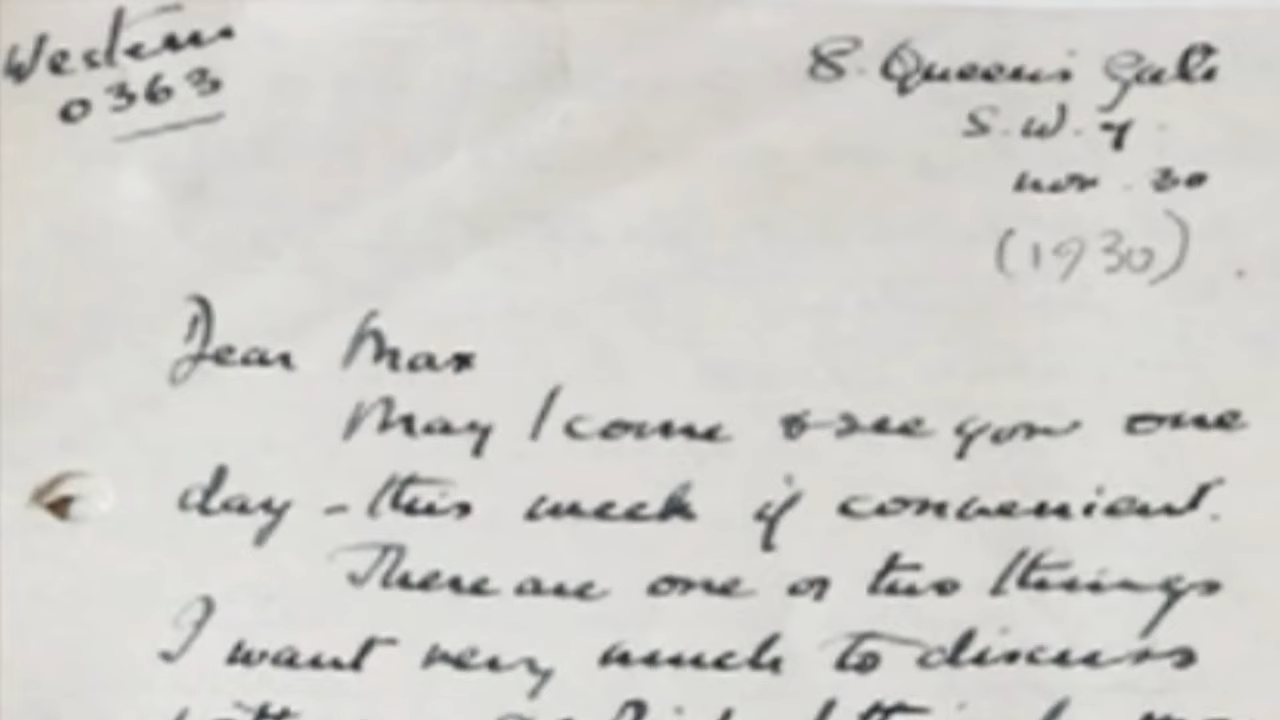 Western
0363
8. Queen's Gate
S.W.7.
Nov. 30
(1930)
Dear Max
May I come & see you one
day - this week if convenient.
There are one or two things
I want very much to discuss